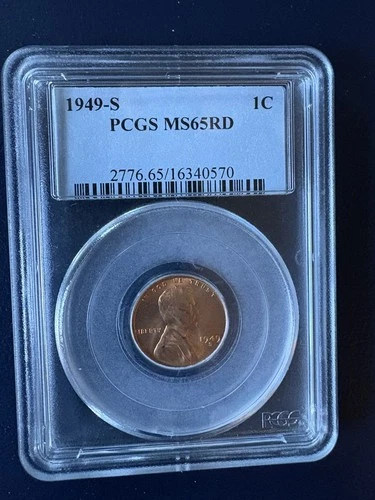 1949-S 1C
PCGS MS65RD
2776.65/16340570
LIBERTY
1949
S
PCGS